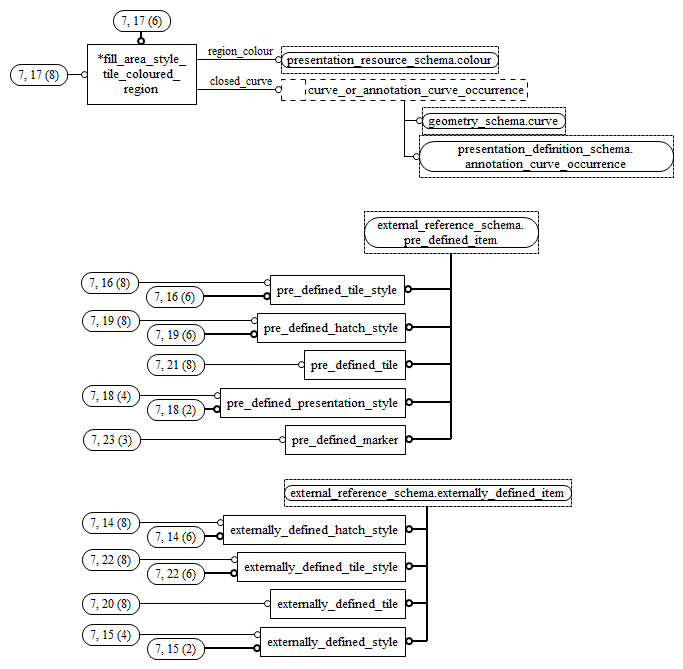 7, 17 (6)
*fill_area_style_
tile_coloured_
region
7, 17 (8)
region_colour
presentation_resource_schema.colour
closed_curve
curve_or_annotation_curve_occurrence
geometry_schema.curve
presentation_definition_schema.
annotation_curve_occurrence
external_reference_schema.
pre_defined_item
7, 16 (8)
7, 16 (6)
pre_defined_tile_style
7, 19 (8)
7, 19 (6)
pre_defined_hatch_style
7, 21 (8)
pre_defined_tile
7, 18 (4)
7, 18 (2)
pre_defined_presentation_style
7, 23 (3)
pre_defined_marker
external_reference_schema.externally_defined_item
7, 14 (8)
7, 14 (6)
externally_defined_hatch_style
7, 22 (8)
7, 22 (6)
externally_defined_tile_style
7, 20 (8)
externally_defined_tile
7, 15 (4)
7, 15 (2)
externally_defined_style